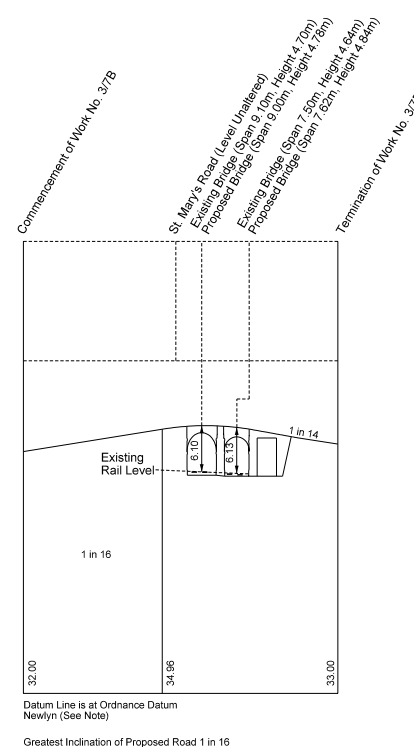 Commencement of Work No. 3/7B
St. Mary's Road (Level Unaltered)
Existing Bridge (Span 9.10m, Height 4.70m)
Proposed Bridge (Span 9.00m, Height 4.78m)
Existing Bridge (Span 7.50m, Height 4.64m)
Proposed Bridge (Span 7.62m, Height 4.84m)
Termination of Work No. 3/7
1 in 14
6.10
6.13
Existing
Rail Level
1 in 16
32.00
34.96
33.00
Datum Line is at Ordnance Datum
Newlyn (See Note)
Greatest Inclination of Proposed Road 1 in 16